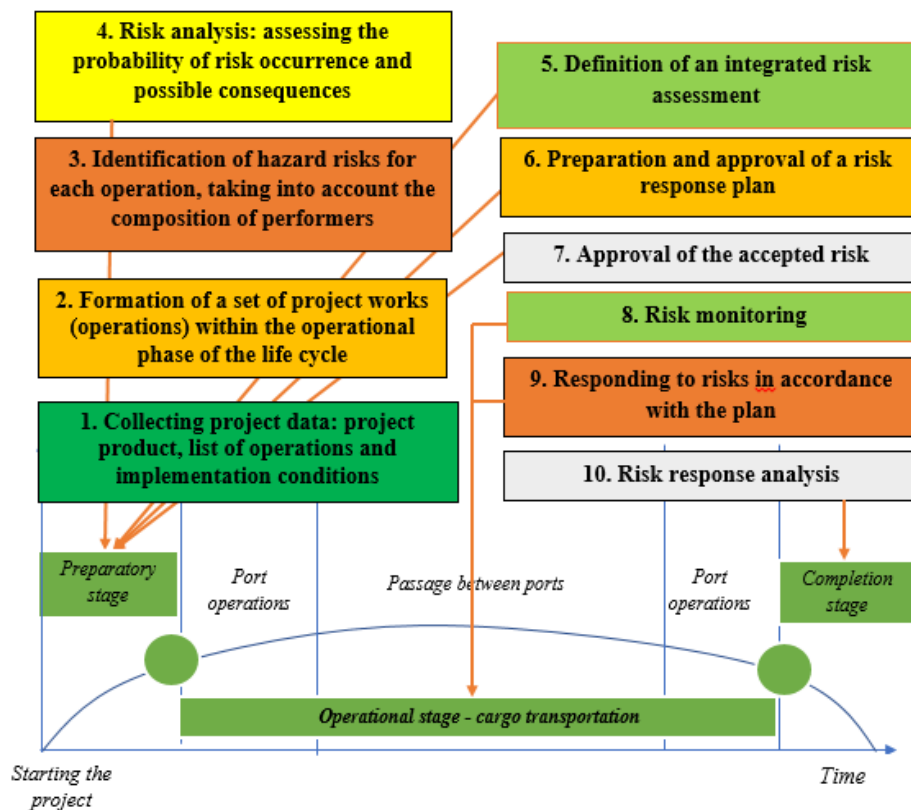 4. Risk analysis: assessing the
probability of risk occurrence and
possible consequences
5. Definition of an integrated risk
assessment
3. Identification of hazard risks for
each operation, taking into account the
composition of performers
6. Preparation and approval of a risk
response plan
7. Approval of the accepted risk
2. Formation of a set of project works
(operations) within the operational
phase of the life cycle
8. Risk monitoring
9. Responding to risks in accordance
with the plan
1. Collecting project data: project
product, list of operations and
implementation conditions
10. Risk response analysis
Preparatory
stage
Port
operations
Passage between ports
Port
operations
Completion
stage
Operational stage - cargo transportation
Starting the
project
Time